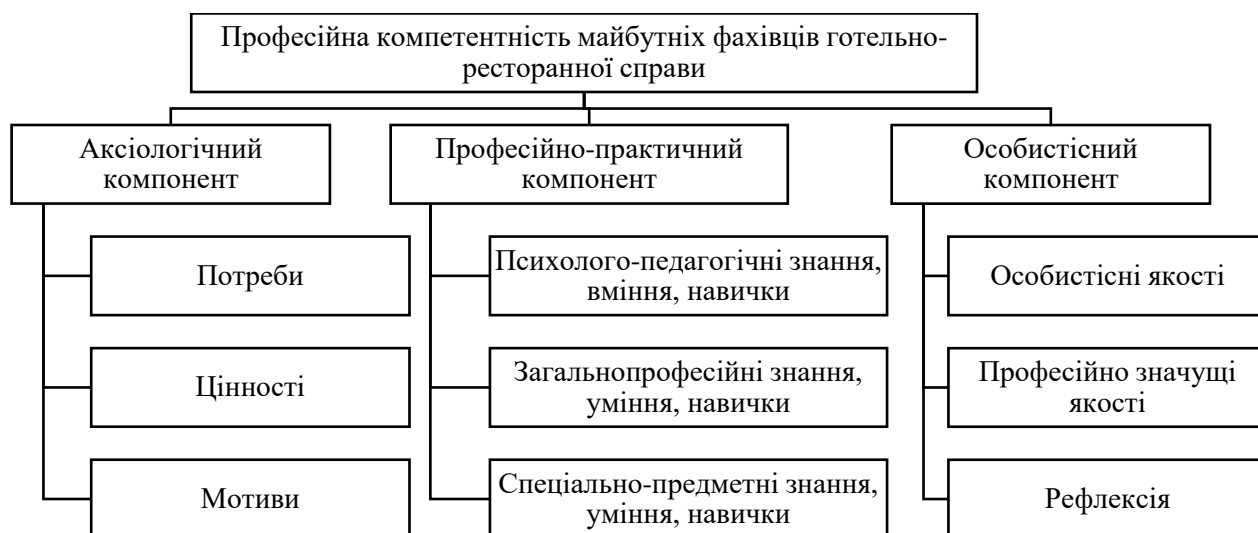 Професійна компетентність майбутніх фахівців готельно-
ресторанної справи
Аксіологічний
компонент
Потреби
Цінності
Мотиви
Професійно-практичний
компонент
Психолого-педагогічні знання,
вміння, навички
Загальнопрофесійні знання,
уміння, навички
Спеціально-предметні знання,
уміння, навички
Особистісний
компонент
Особистісні якості
Професійно значущі
якості
Рефлексія